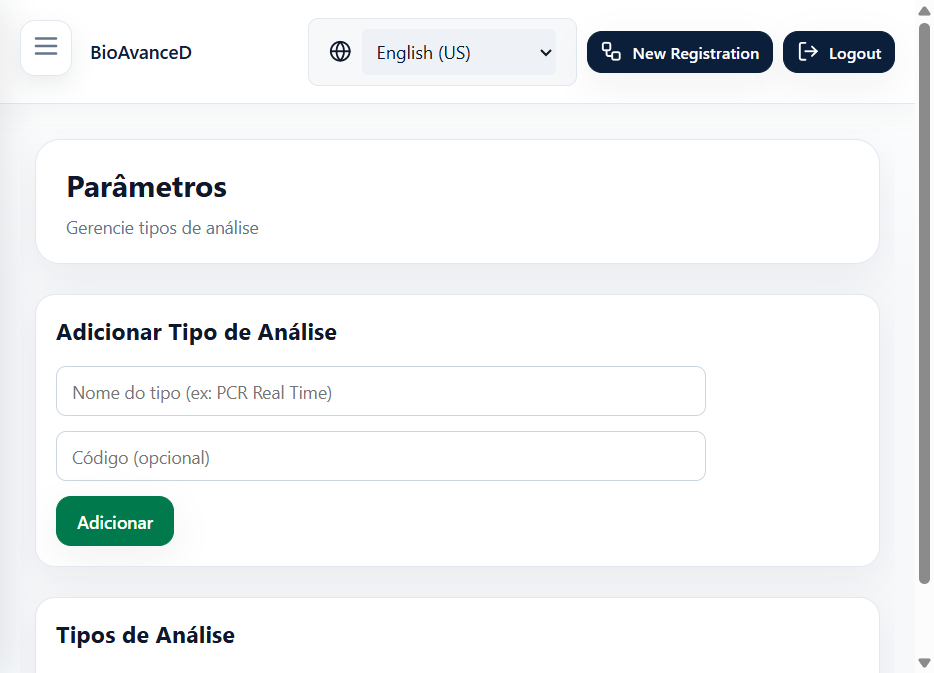 BioAvanceD
English (US)
New Registration
Logout
Parâmetros
Gerencie tipos de análise
Adicionar Tipo de Análise
Nome do tipo (ex: PCR Real Time)
Código (opcional)
Adicionar
Tipos de Análise